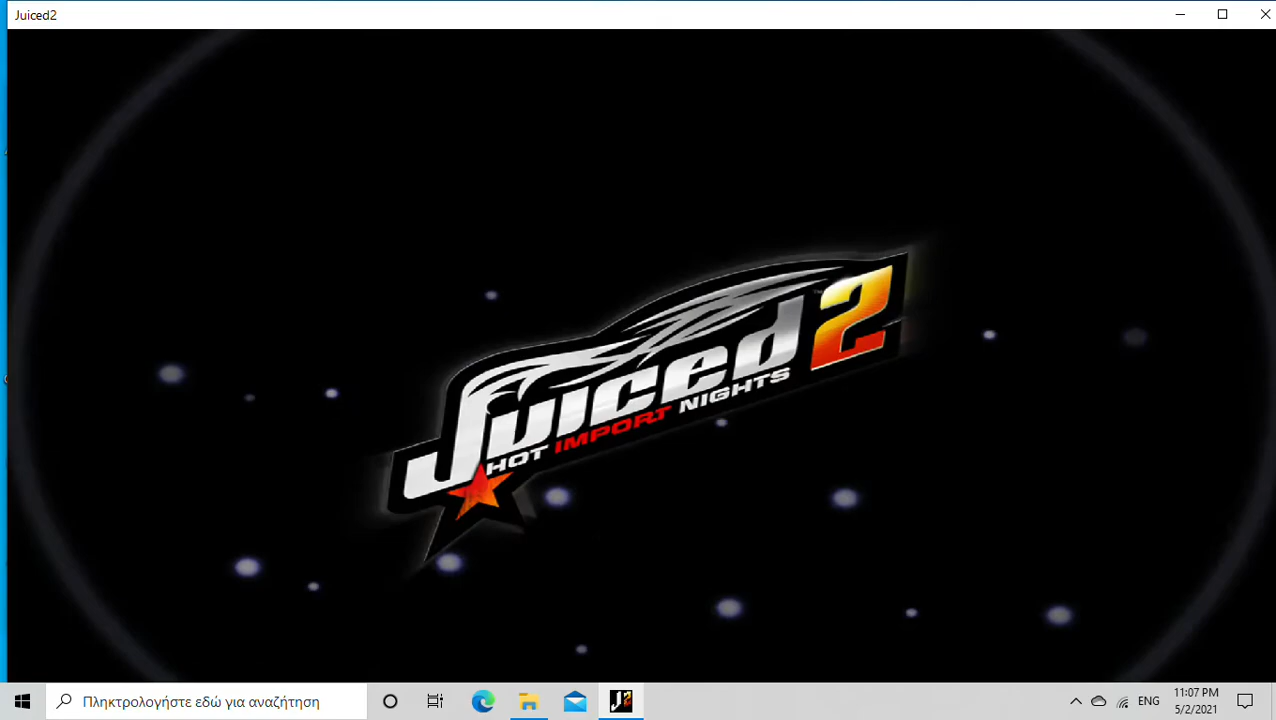 Juiced2
Juiced 2
HOT IMPORT NIGHTS
Πληκτρολογήστε εδώ για αναζήτηση
ENG
11:07 PM
5/2/2021